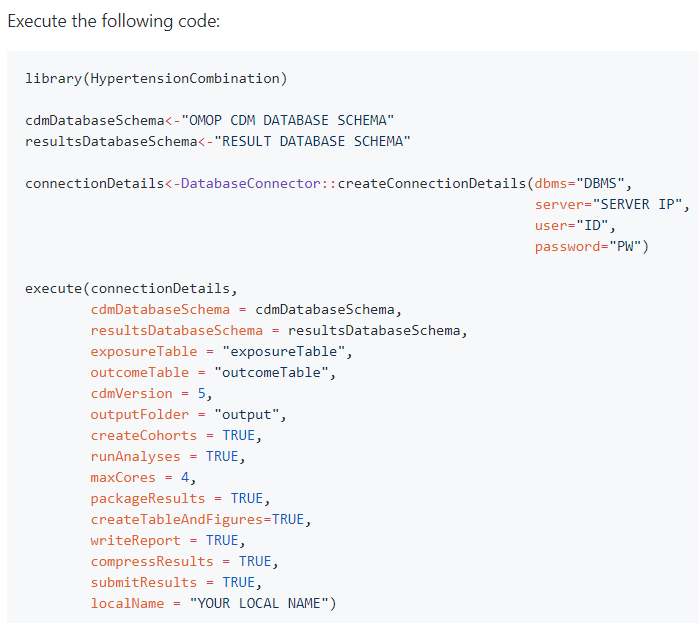 Execute the following code:
library(HypertensionCombination)
cdmDatabaseSchema<-"OMOP CDM DATABASE SCHEMA"
resultsDatabaseSchema<-"RESULT DATABASE SCHEMA"
connectionDetails<-DatabaseConnector::createConnectionDetails(dbms="DBMS",
server="SERVER IP",
user="ID",
password="PW")
execute(connectionDetails,
cdmDatabaseSchema = cdmDatabaseSchema,
resultsDatabaseSchema = resultsDatabaseSchema,
exposureTable = "exposureTable",
outcomeTable = "outcomeTable",
cdmVersion = 5,
outputFolder = "output",
createCohorts = TRUE,
runAnalyses = TRUE,
maxCores = 4,
packageResults = TRUE,
createTableAndFigures=TRUE,
writeReport = TRUE,
compressResults = TRUE,
submitResults = TRUE,
localName = "YOUR LOCAL NAME")